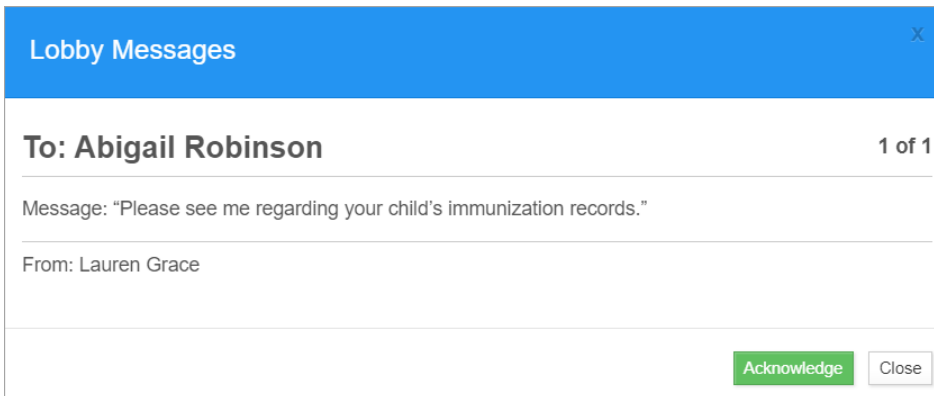 Lobby Messages
x
To: Abigail Robinson
1 of 1
Message: “Please see me regarding your child’s immunization records.”
From: Lauren Grace
Acknowledge
Close